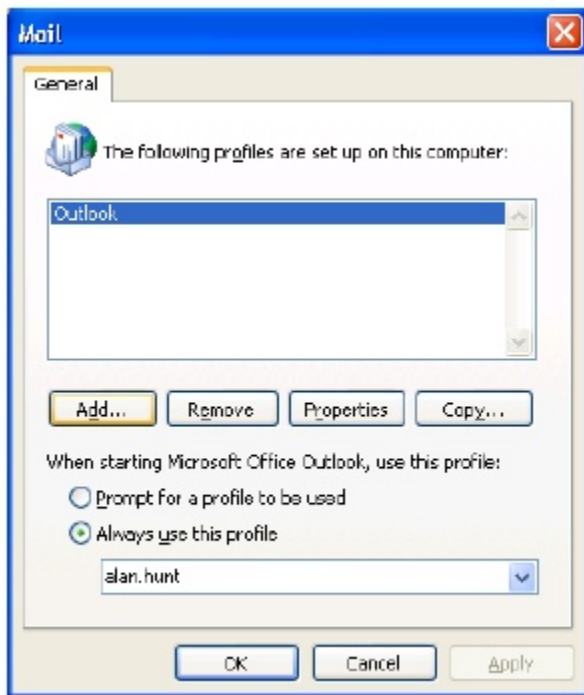 Mail
General
The following profiles are set up on this computer:
Outlook
Add... Remove Properties Copy...
When starting Microsoft Office Outlook, use this profile:
Prompt for a profile to be used
Always use this profile
alan.hunt
OK Cancel Apply